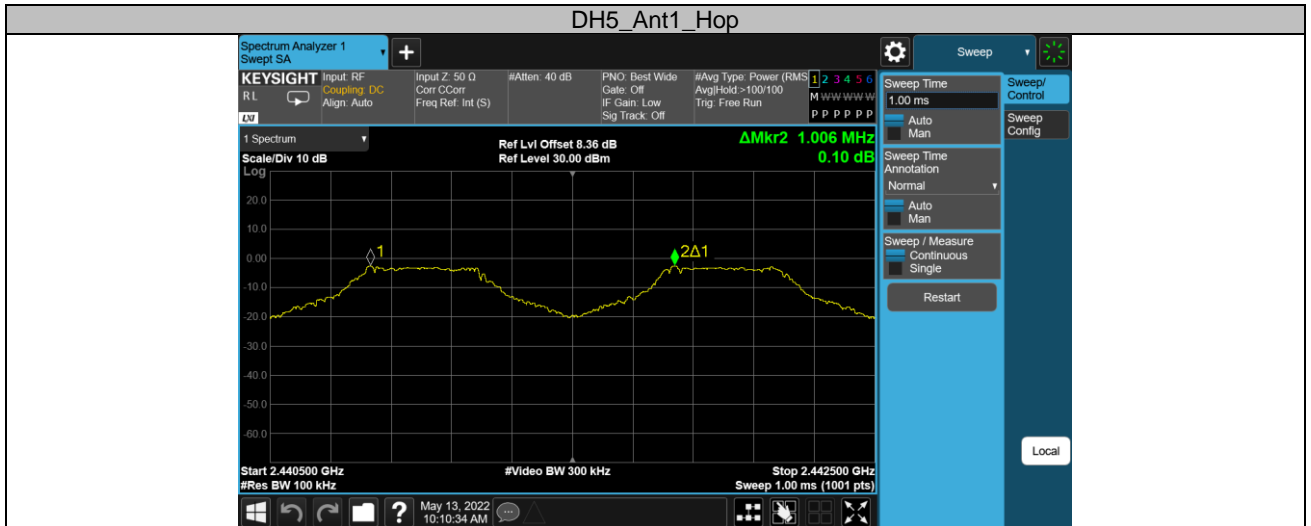 DH5_Ant1_Hop
Spectrum Analyzer 1
Swept SA
Sweep
KEYSIGHT
RL
LXI
Input: RF
Coupling: DC
Align: Auto
Input Z: 50 Ω
Corr CCorr
Freq Ref: Int (S)
#Atten: 40 dB
PNO: Best Wide
Gate: Off
IF Gain: Low
Sig Track: Off
#Avg Type: Power (RMS
Avg|Hold:>100/100
Trig: Free Run
1 2 3 4 5 6
M W W W W W
P P P P P P
1 Spectrum
Scale/Div 10 dB
Ref Lvl Offset 8.36 dB
Ref Level 30.00 dBm
ΔMkr2 1.006 MHz
0.10 dB
Log
20.0
10.0
0.00
-10.0
-20.0
-30.0
-40.0
-50.0
-60.0
1
2Δ1
Start 2.440500 GHz
#Res BW 100 kHz
#Video BW 300 kHz
Stop 2.442500 GHz
Sweep 1.00 ms (1001 pts)
Sweep Time
1.00 ms
Auto
Man
Sweep Time
Annotation
Normal
Auto
Man
Sweep / Measure
Continuous
Single
Restart
Sweep/
Control
Sweep
Config
Local
?
May 13, 2022
10:10:34 AM